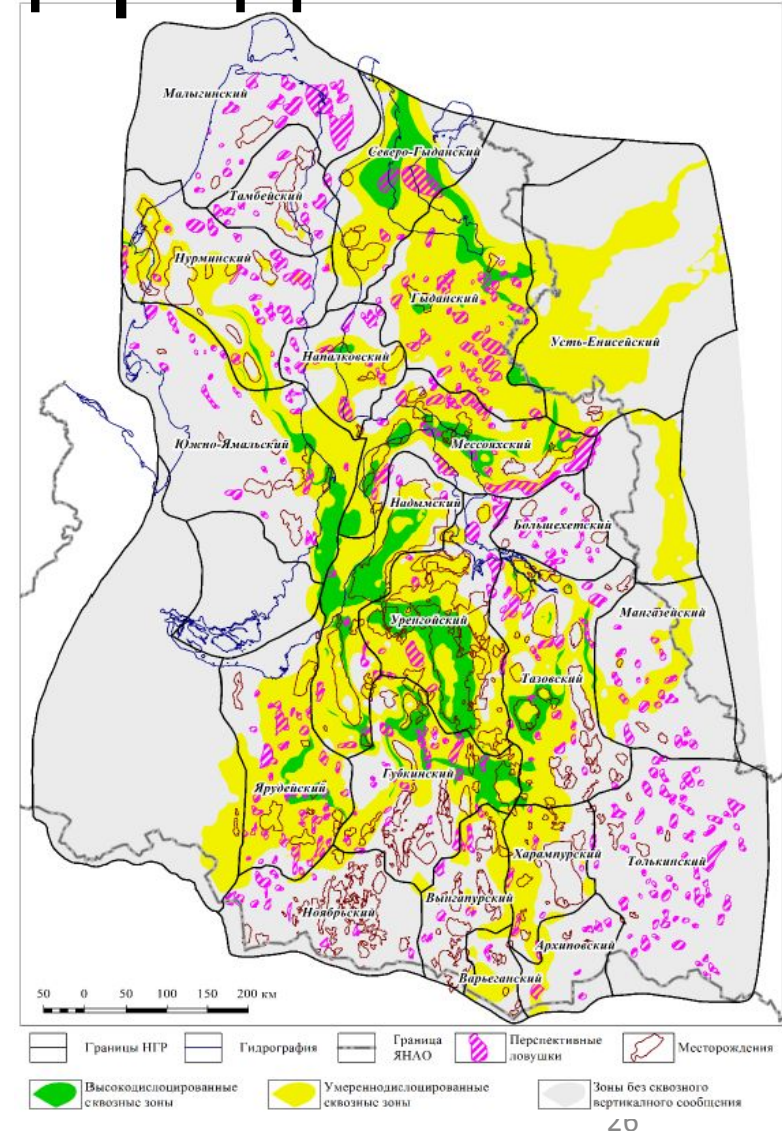 Малыгинский
Северо-Гыданский
Тамбейский
Нурминский
Гыданский
Усть-Енисейский
Напалковский
Южно-Ямальский
Мессояхский
Надымский
Большехетский
Уренгойский
Мангазейский
Тазовский
Губкинский
Ярудейский
Харампурский
Толькинский
Вынгапурский
Ноябрьский
Архиповский
Варьеганский
50 0 50 100 150 200 км
Границы НГР
Гидрография
Граница
ЯНАО
Перспективные
ловушки
Месторождения
Высокодислоцированные
сквозные зоны
Умереннодислоцированные
сквозные зоны
Зоны без сквозного
вертикалного сообщения
26